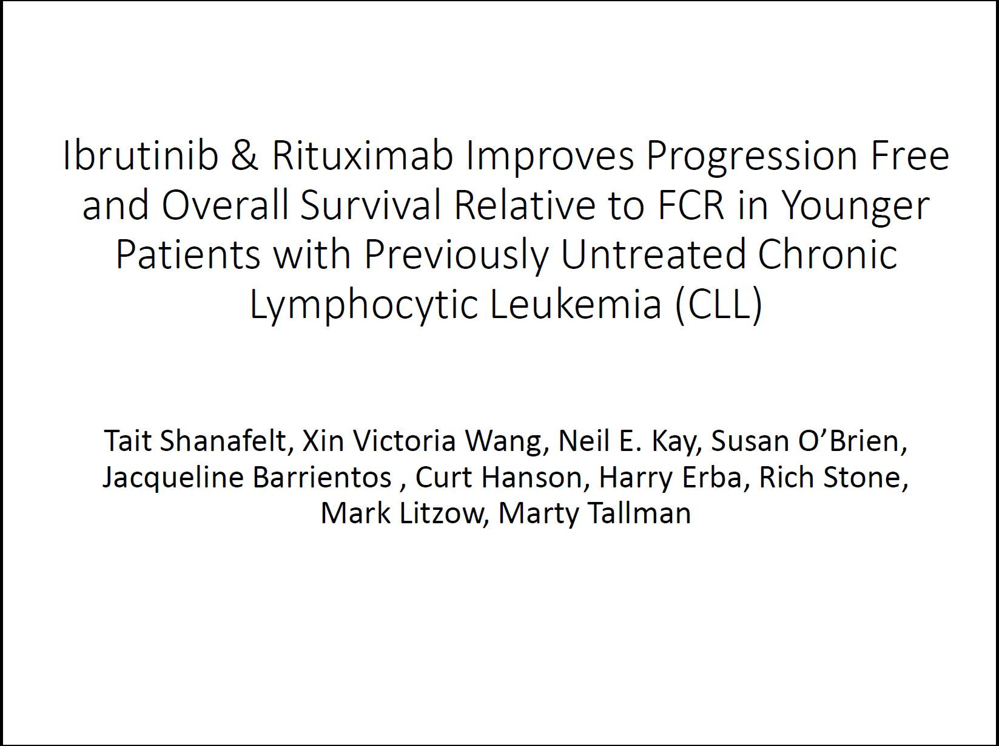 Ibrutinib & Rituximab Improves Progression Free
and Overall Survival Relative to FCR in Younger
Patients with Previously Untreated Chronic
Lymphocytic Leukemia (CLL)
Tait Shanafelt, Xin Victoria Wang, Neil E. Kay, Susan O’Brien,
Jacqueline Barrientos , Curt Hanson, Harry Erba, Rich Stone,
Mark Litzow, Marty Tallman